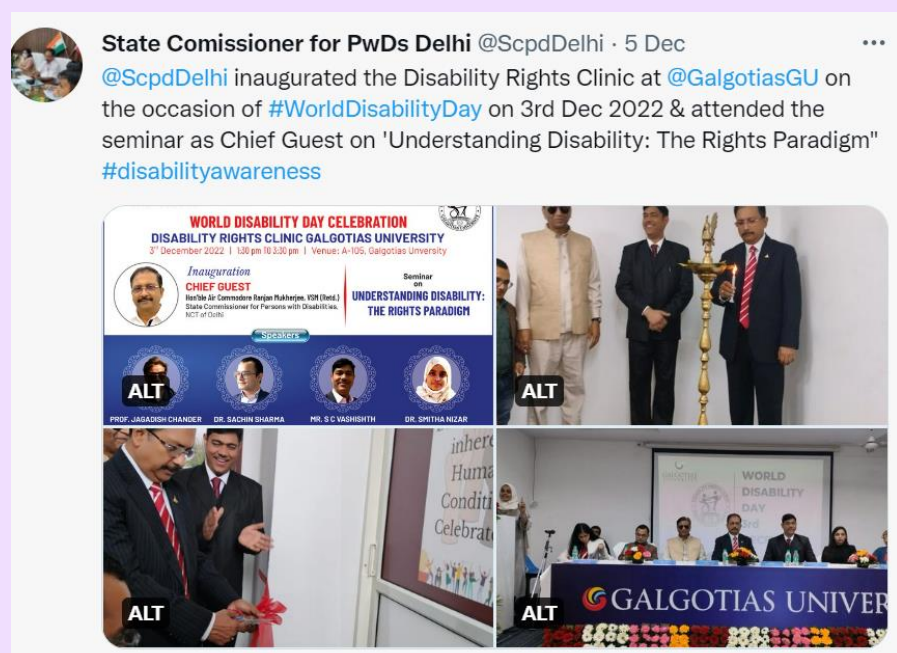 State Comissioner for PwDs Delhi @ScpdDelhi · 5 Dec
@ScpdDelhi inaugurated the Disability Rights Clinic at @GalgotiasGU on
the occasion of #WorldDisabilityDay on 3rd Dec 2022 & attended the
seminar as Chief Guest on 'Understanding Disability: The Rights Paradigm"
#disabilityawareness
WORLD DISABILITY DAY CELEBRATION
DISABILITY RIGHTS CLINIC GALGOTIAS UNIVERSITY
3rd December 2022 | 1:30 pm TO 3:30 pm | Venue: A-105, Galgotias Unversity
Inauguration
CHIEF GUEST
Hon'ble Air Commodore Ranjan Mukherjee, VSM (Retd.)
State Commissioner for Persons with Disabilities,
NCT of Delhi
Seminar
on
UNDERSTANDING DISABILITY:
THE RIGHTS PARADIGM
Speakers
ALT
PROF. JAGADISH CHANDER
DR. SACHIN SHARMA
MR. S C VASHISHTH
DR. SMITHA NIZAR
ALT
inhere
Huma
Conditi
Celebrate
ALT
WORLD
DISABILITY
DAY
3rd
ALT
GALGOTIAS UNIVER